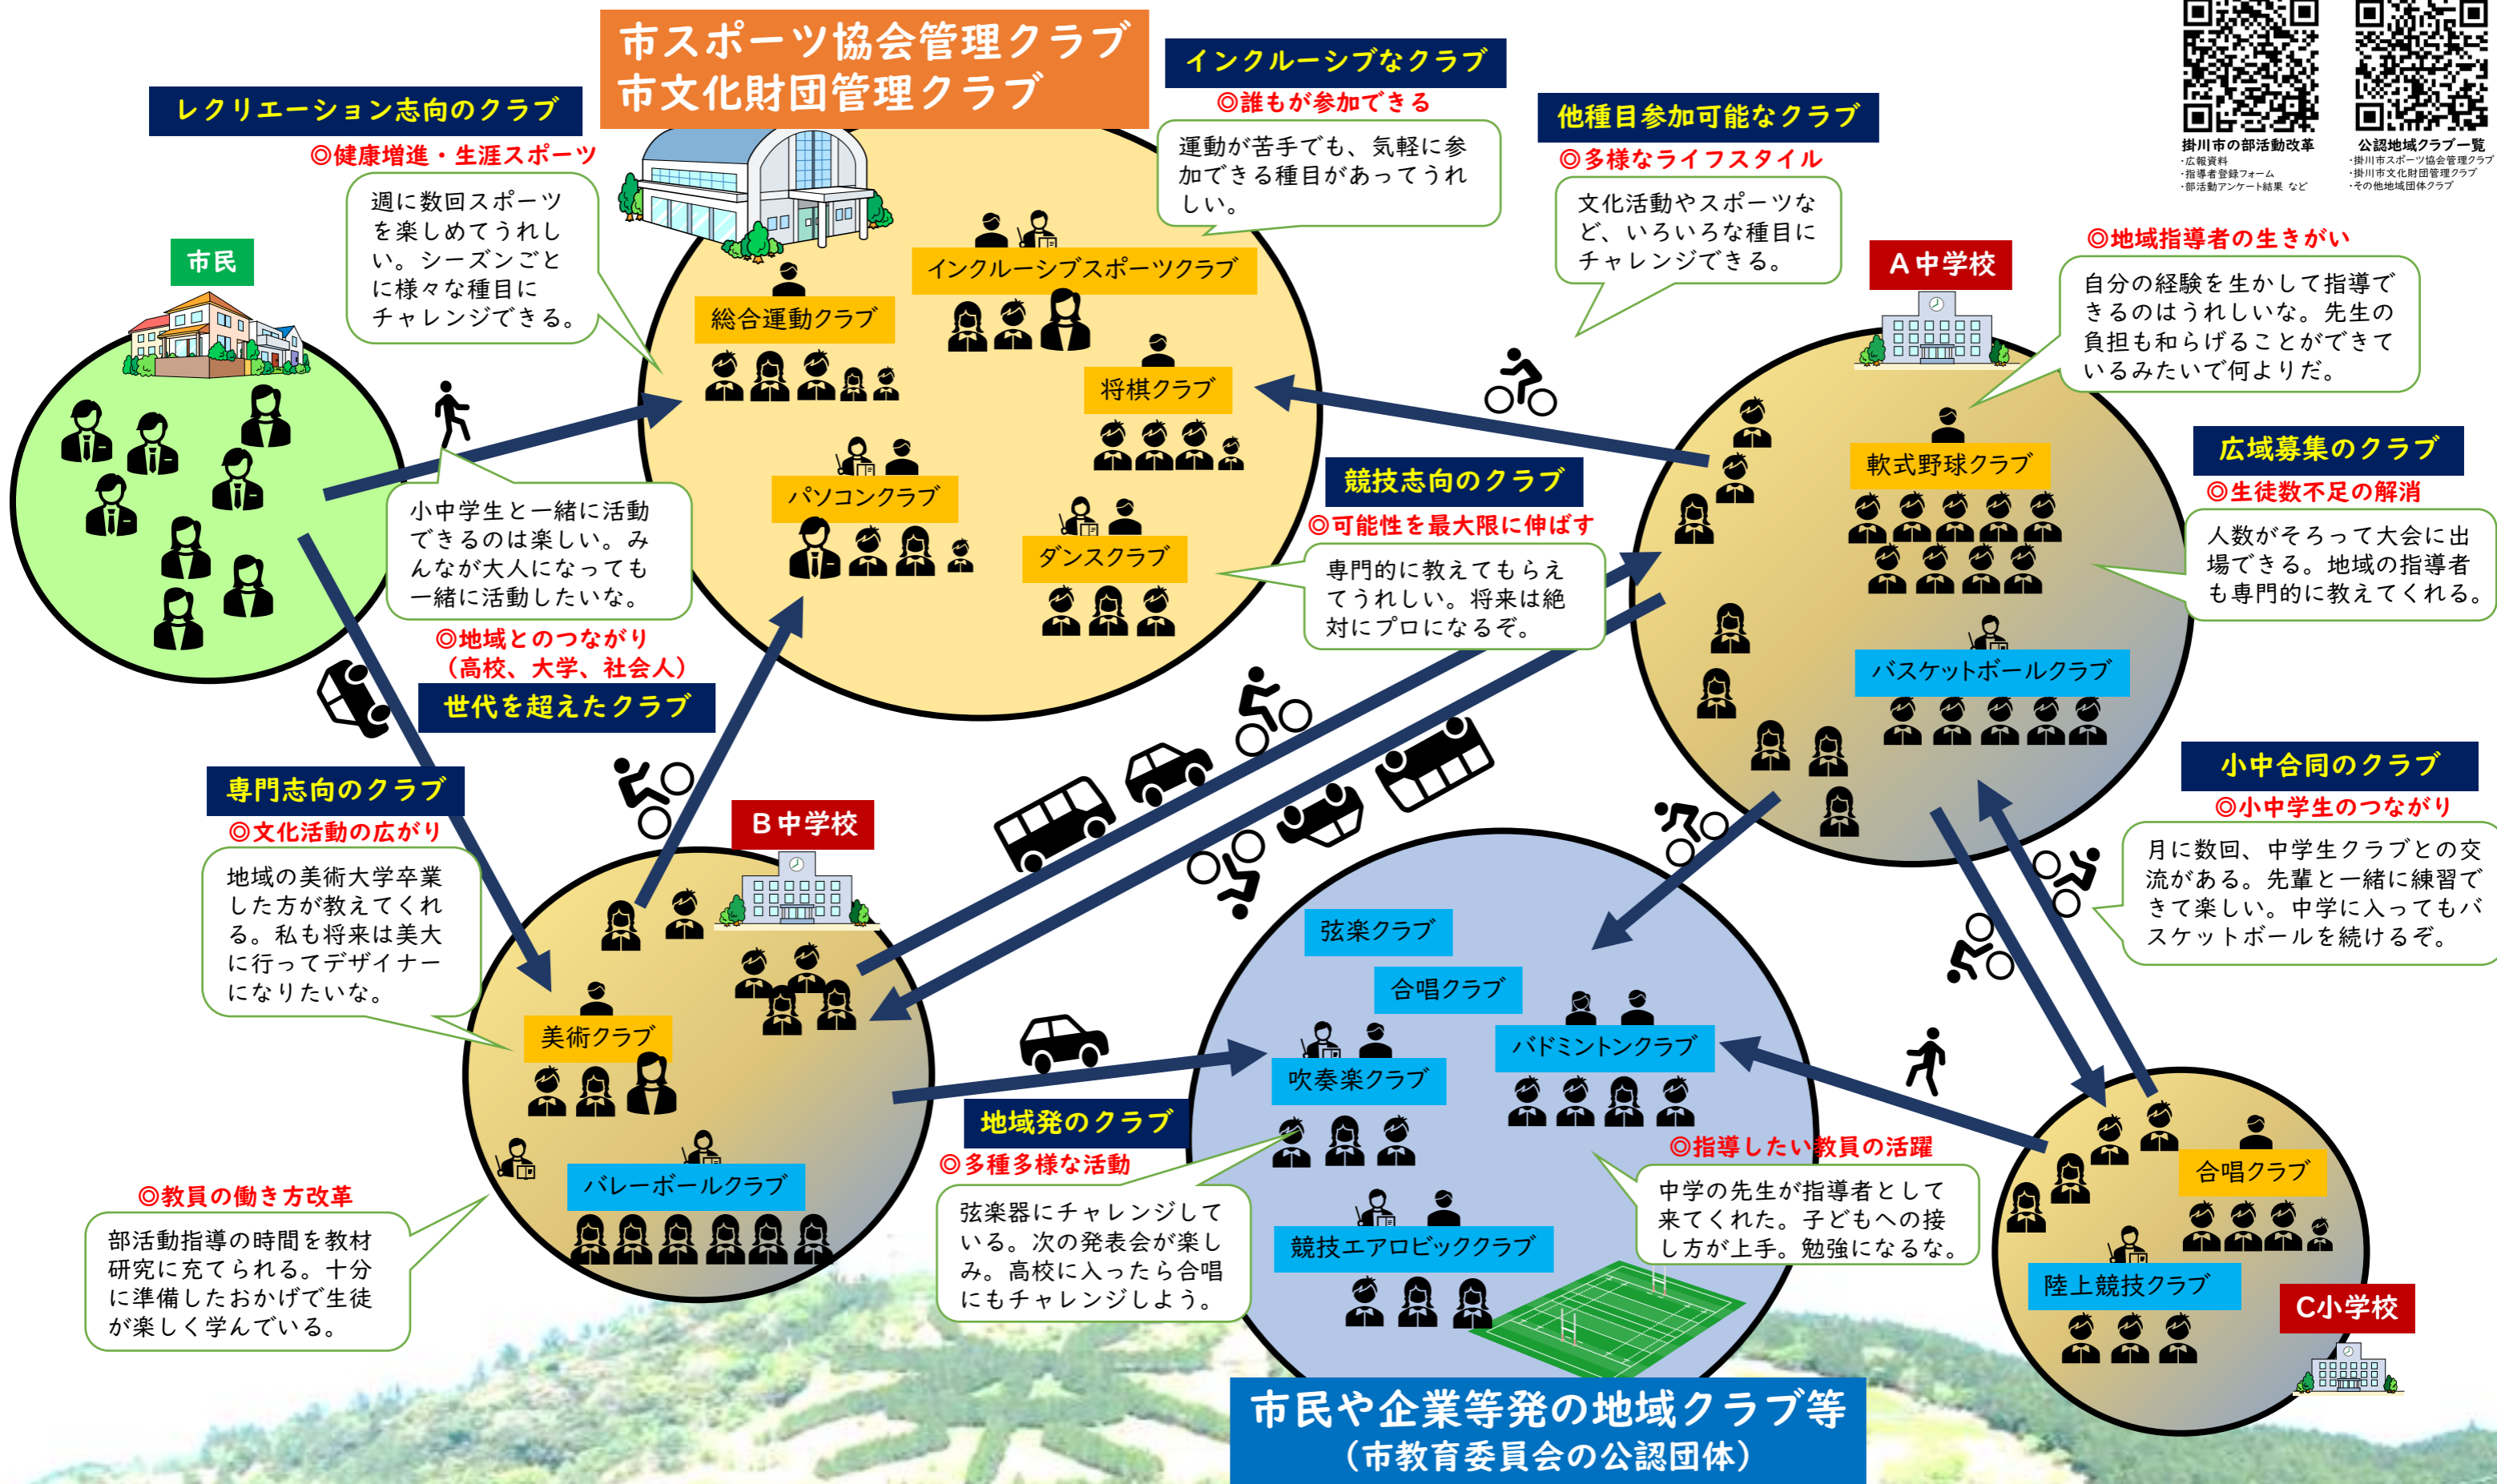 市スポーツ協会管理クラブ
市文化財団管理クラブ
レクリエーション志向のクラブ
◎健康増進・生涯スポーツ
週に数回スポーツ
を楽しめてうれし
い。シーズンごと
に様々な種目に
チャレンジできる。
インクルーシブなクラブ
◎誰もが参加できる
運動が苦手でも、気軽に参
加できる種目があってうれ
しい。
他種目参加可能なクラブ
◎多様なライフスタイル
文化活動やスポーツな
ど、いろいろな種目に
チャレンジできる。
掛川市の部活動改革
・広報資料
・指導者登録フォーム
・部活動アンケート結果 など
公認地域クラブ一覧
・掛川市スポーツ協会管理クラブ
・掛川市文化財団管理クラブ
・その他地域団体クラブ
市民
A中学校
◎地域指導者の生きがい
自分の経験を生かして指導で
きるのはうれしいな。先生の
負担も和らげることができて
いるみたいで何よりだ。
インクルーシブスポーツクラブ
総合運動クラブ
将棋クラブ
パソコンクラブ
ダンスクラブ
小中学生と一緒に活動
できるのは楽しい。み
んなが大人になっても
一緒に活動したいな。
◎地域とのつながり
（高校、大学、社会人）
世代を超えたクラブ
競技志向のクラブ
◎可能性を最大限に伸ばす
専門的に教えてもらえ
てうれしい。将来は絶
対にプロになるぞ。
軟式野球クラブ
バスケットボールクラブ
広域募集のクラブ
◎生徒数不足の解消
人数がそろって大会に出
場できる。地域の指導者
も専門的に教えてくれる。
専門志向のクラブ
◎文化活動の広がり
地域の美術大学卒業
した方が教えてくれ
る。私も将来は美大
に行ってデザイナー
になりたいな。
B中学校
美術クラブ
バレーボールクラブ
◎教員の働き方改革
部活動指導の時間を教材
研究に充てられる。十分
に準備したおかげで生徒
が楽しく学んでいる。
小中合同のクラブ
◎小中学生のつながり
月に数回、中学生クラブとの交
流がある。先輩と一緒に練習で
きて楽しい。中学に入ってもバ
スケットボールを続けるぞ。
弦楽クラブ
合唱クラブ
バドミントンクラブ
吹奏楽クラブ
競技エアロビッククラブ
地域発のクラブ
◎多種多様な活動
弦楽器にチャレンジして
いる。次の発表会が楽し
み。高校に入ったら合唱
にもチャレンジしよう。
◎指導したい教員の活躍
中学の先生が指導者として
来てくれた。子どもへの接
し方が上手。勉強になるな。
合唱クラブ
陸上競技クラブ
C小学校
市民や企業等発の地域クラブ等
（市教育委員会の公認団体）